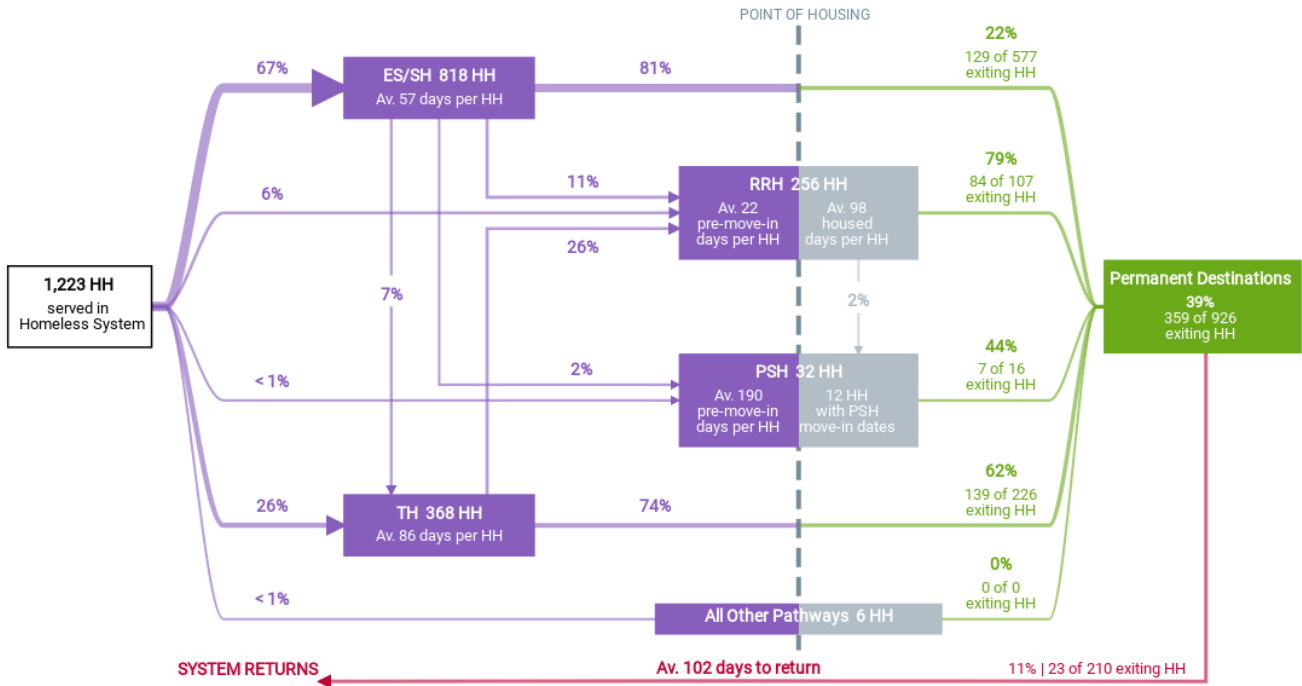 POINT OF HOUSING
67%
ES/SH 818 HH
Av. 57 days per HH
81%
22%
129 of 577
exiting HH
6%
11%
RRH 256 HH
Av. 22
pre-move-in
days per HH
Av. 98
housed
days per HH
79%
84 of 107
exiting HH
26%
1,223 HH
served in
Homeless System
7%
2%
Permanent Destinations
39%
359 of 926
exiting HH
< 1%
2%
PSH 32 HH
Av. 190
pre-move-in
days per HH
12 HH
with PSH
move-in dates
44%
7 of 16
exiting HH
26%
TH 368 HH
Av. 86 days per HH
74%
62%
139 of 226
exiting HH
< 1%
All Other Pathways 6 HH
0%
0 of 0
exiting HH
SYSTEM RETURNS
Av. 102 days to return
11% | 23 of 210 exiting HH